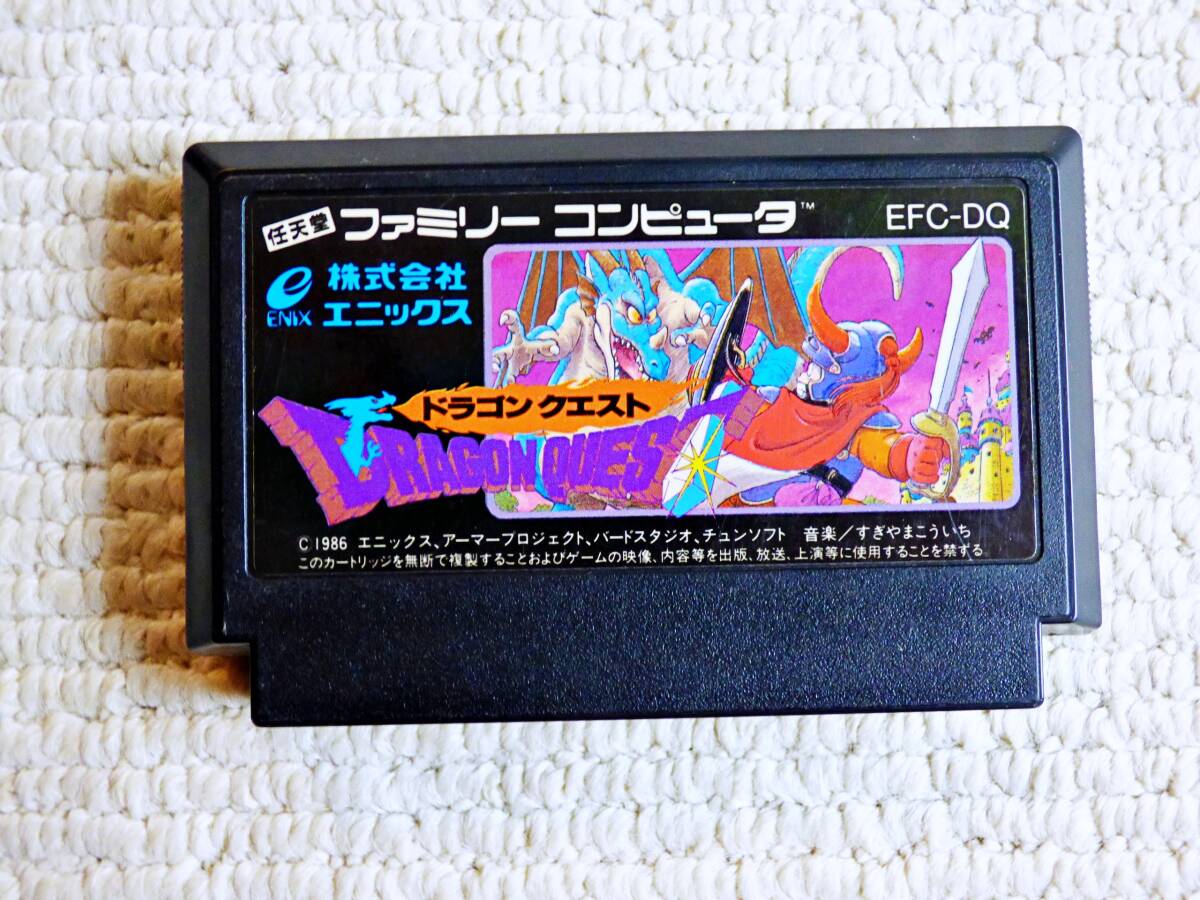 任天堂 ファミリー コンピュータ™ EFC-DQ
ENIX 株式会社
エニックス
ドラゴンクエスト
DRAGON QUEST
©1986 エニックス、アーマープロジェクト、バードスタジオ、チュンソフト 音楽／すぎやまこういち
このカートリッジを無断で複製することおよびゲームの映像、内容等を出版、放送、上演等に使用することを禁ずる